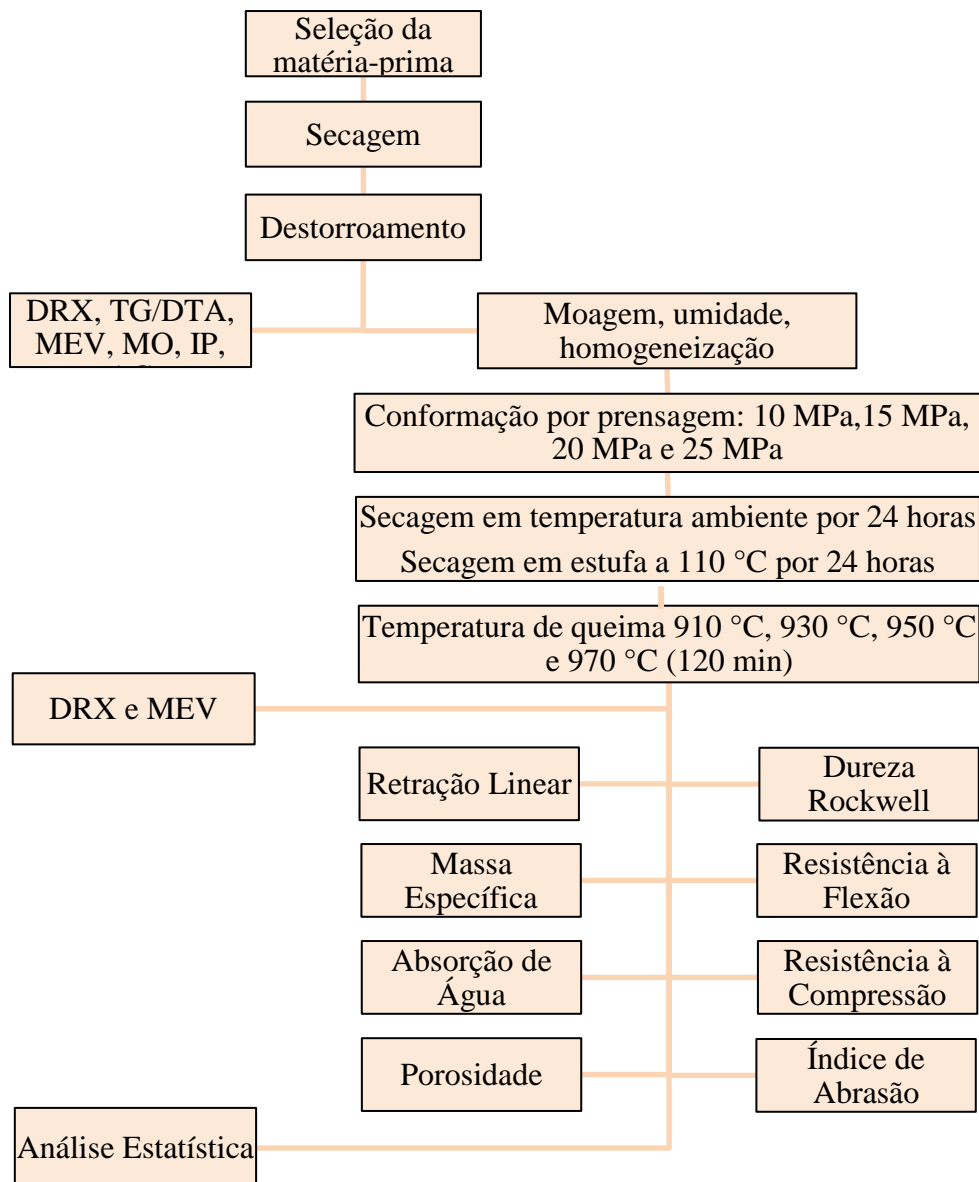 Seleção da
matéria-prima
Secagem
Destorroamento
DRX, TG/DTA,
MEV, MO, IP,
Moagem, umidade,
homogeneização
Conformação por prensagem: 10 MPa,15 MPa,
20 MPa e 25 MPa
Secagem em temperatura ambiente por 24 horas
Secagem em estufa a 110 °C por 24 horas
Temperatura de queima 910 °C, 930 °C, 950 °C
e 970 °C (120 min)
DRX e MEV
Retração Linear
Dureza
Rockwell
Massa
Específica
Resistência à
Flexão
Absorção de
Água
Resistência à
Compressão
Porosidade
Índice de
Abrasão
Análise Estatística